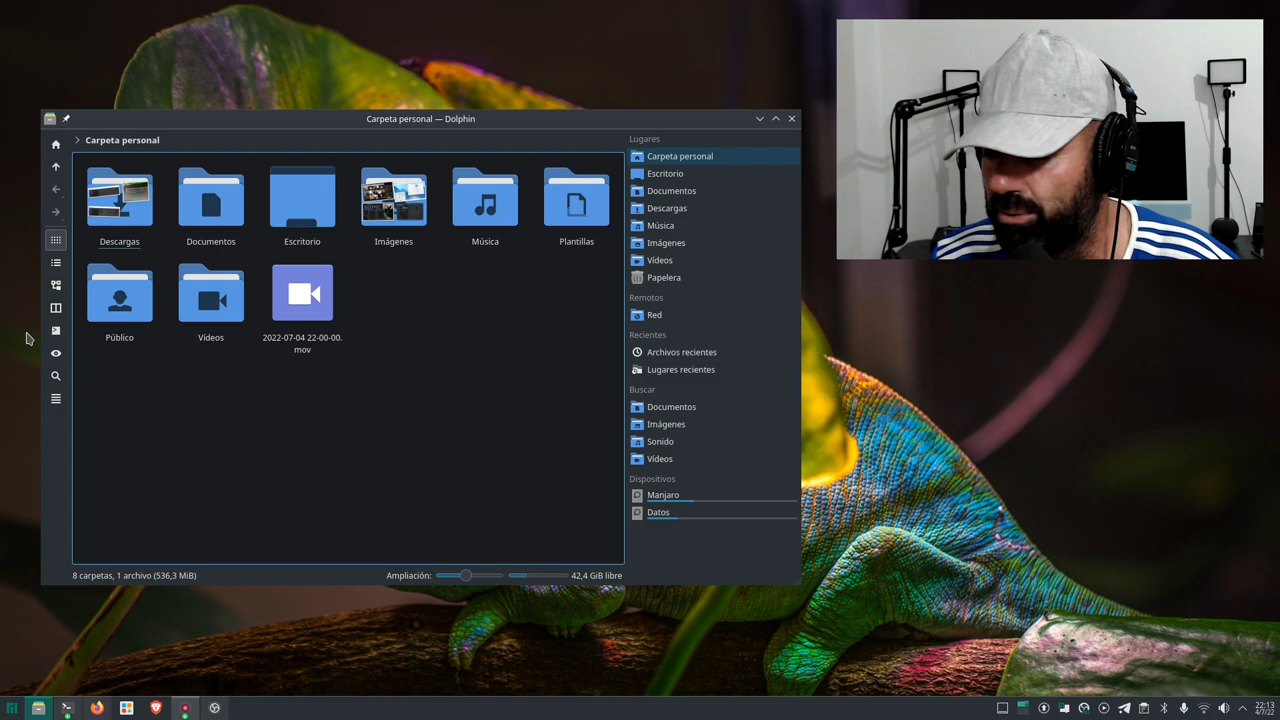 Carpeta personal — Dolphin
Carpeta personal
Descargas
Documentos
Escritorio
Imágenes
Música
Plantillas
Público
Vídeos
2022-07-04 22-00-00.
mov
Lugares
Carpeta personal
Escritorio
Documentos
Descargas
Música
Imágenes
Vídeos
Papelera
Remotos
Red
Recientes
Archivos recientes
Lugares recientes
Buscar
Documentos
Imágenes
Sonido
Vídeos
Dispositivos
Manjaro
Datos
8 carpetas, 1 archivo (536,3 MiB)
Ampliación:
42,4 GiB libre
22:13
4/7/22